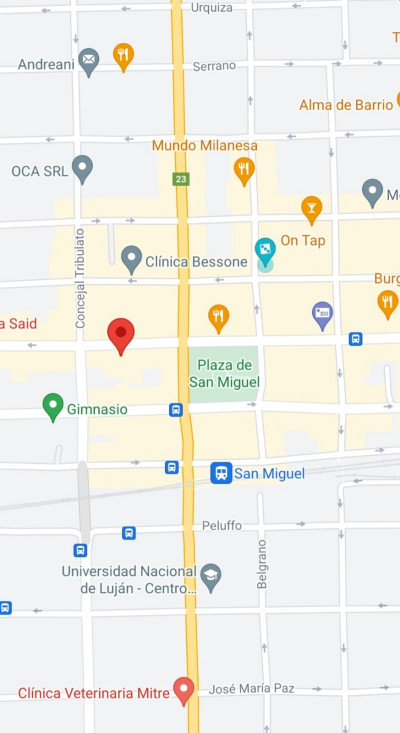 Urquiza
Andreani
Serrano
Alma de Barrio
Mundo Milanesa
OCA SRL
23
On Tap
Concejal Tribulato
Clínica Bessone
Burg
a Said
Plaza de
San Miguel
Gimnasio
San Miguel
Peluffo
Belgrano
Universidad Nacional
de Luján - Centro...
Clínica Veterinaria Mitre
José María Paz